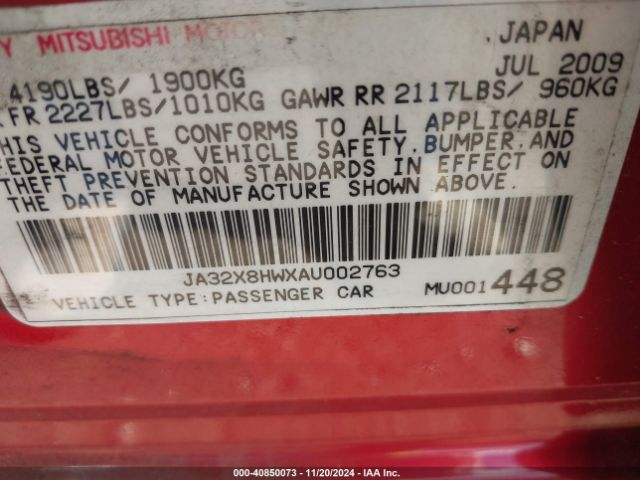 Y MITSUBISHI MOTOR , JAPAN
4190LBS/ 1900KG JUL 2009
FR 2227LBS/1010KG GAWR RR 2117LBS/ 960KG
THIS VEHICLE CONFORMS TO ALL APPLICABLE
FEDERAL MOTOR VEHICLE SAFETY, BUMPER, AND
THEFT PREVENTION STANDARDS IN EFFECT ON
THE DATE OF MANUFACTURE SHOWN ABOVE.
JA32X8HWXAU002763
VEHICLE TYPE:PASSENGER CAR MU001448
000-40850073 - 11/20/2024 - IAA Inc.